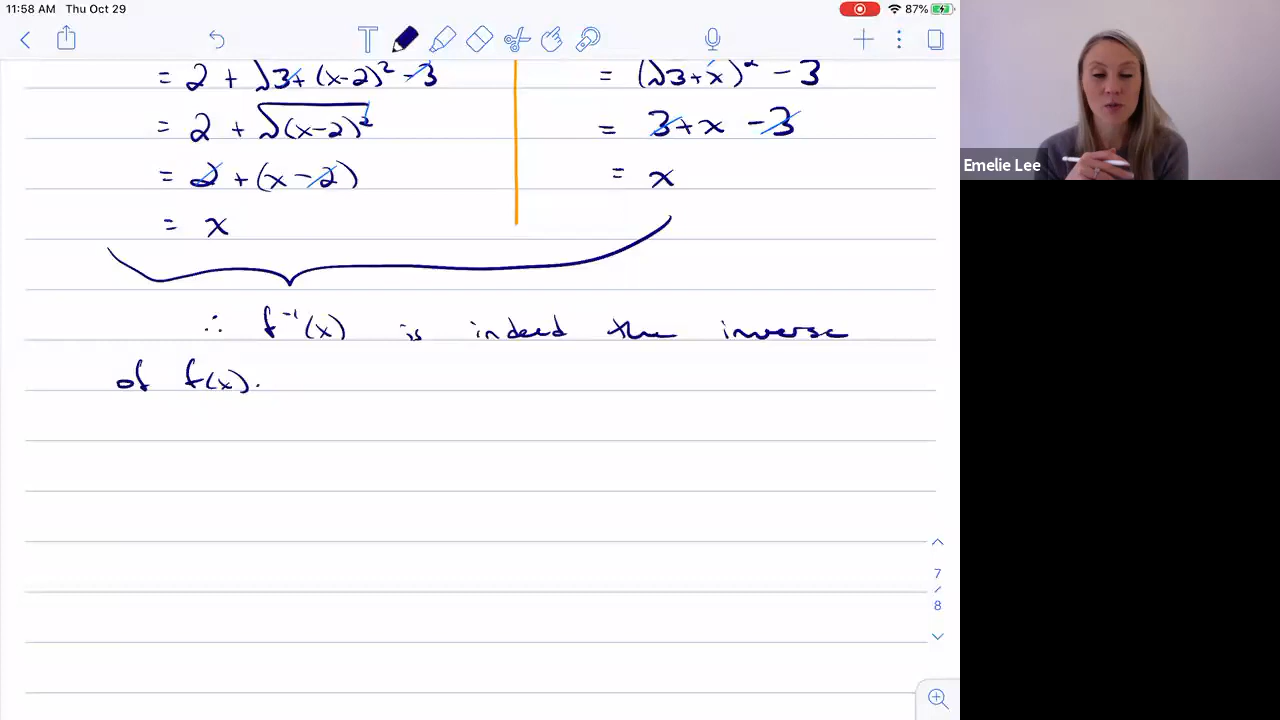 11:58 AM Thu Oct 29
87%
= 2 + √3+(x-2)² -3
= (√3+x)² - 3
= 2 + √(x-2)²
= 3+x -3
= 2 + (x-2)
= x
= x
∴ f⁻¹(x) is indeed the inverse
of f(x).
Emelie Lee
T
7
/
8